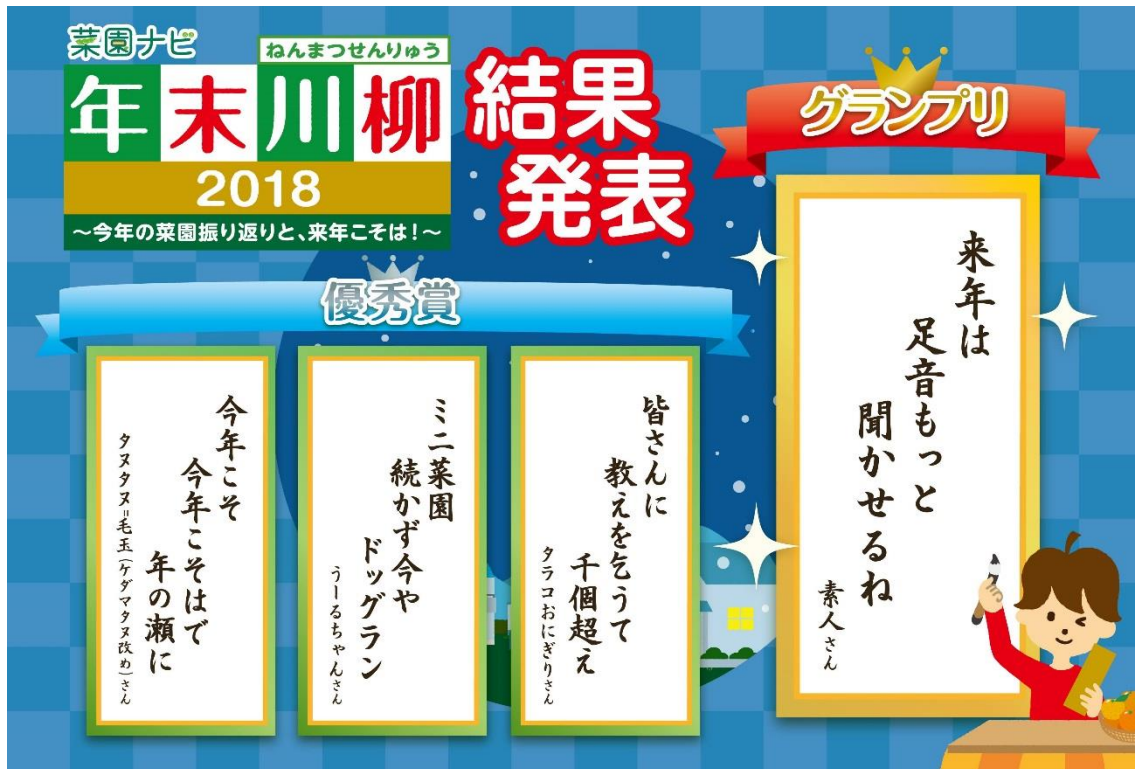 菜園ナビ
ねんまつせんりゅう
年末川柳
2018
〜今年の菜園振り返りと、来年こそは！〜
結果
発表
グランプリ
来年は
足音もっと
聞かせるね
素人さん
優秀賞
皆さんに
教えを乞うて
千個超え
タラコおにぎりさん
ミニ菜園
続かず今や
ドッグラン
うーるちゃんさん
今年こそ
今年こそはで
年の瀬に
タヌタヌ=毛玉(ケダマタヌ改め)さん